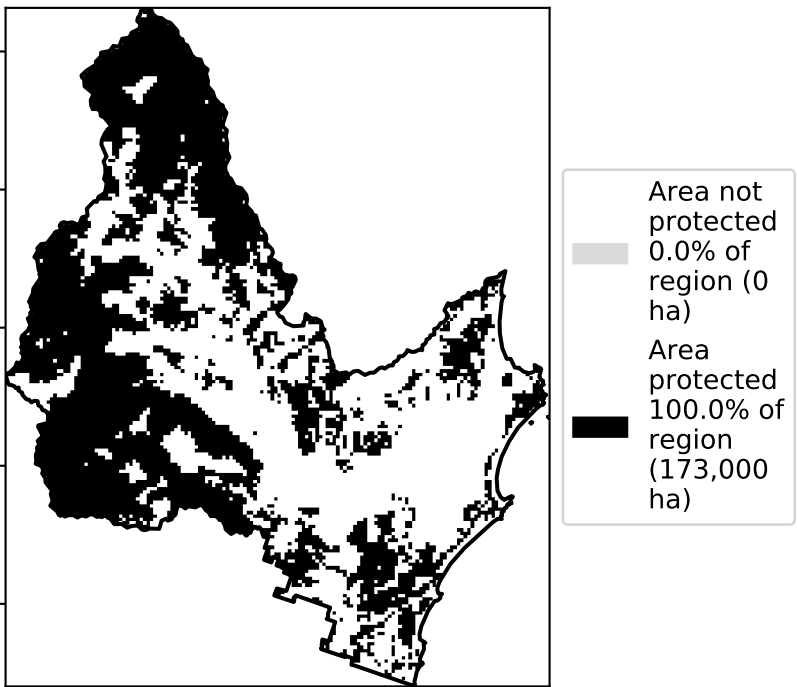 Area not
protected
0.0% of
region (0
ha)
Area
protected
100.0% of
region
(173,000
ha)